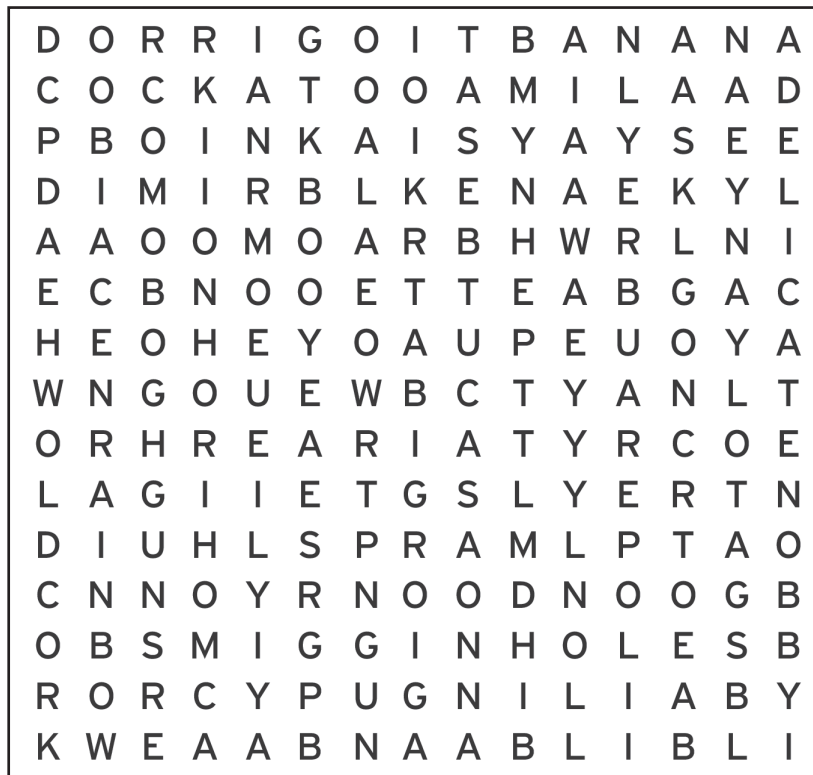 D O R R I G O I T B A N A N A
C O C K A T O O A M I L A A D
P B O I N K A I S Y A Y S E E
D I M I R B L K E N A E K Y L
A A O O M O A R B H W R L N I
E C B N O O E T T E A B G A C
H E O H E Y O A U P E U O Y A
W N G O U E W B C T Y A N L T
O R H R E A R I A T Y R C O E
L A G I I E T G S L Y E R T N
D I U H L S P R A M L P T A O
C N N O Y R N O O D N O O G B
O B S M I G G I N H O L E S B
R O R C Y P U G N I L I A B Y
K W E A A B N A A B L I B L I